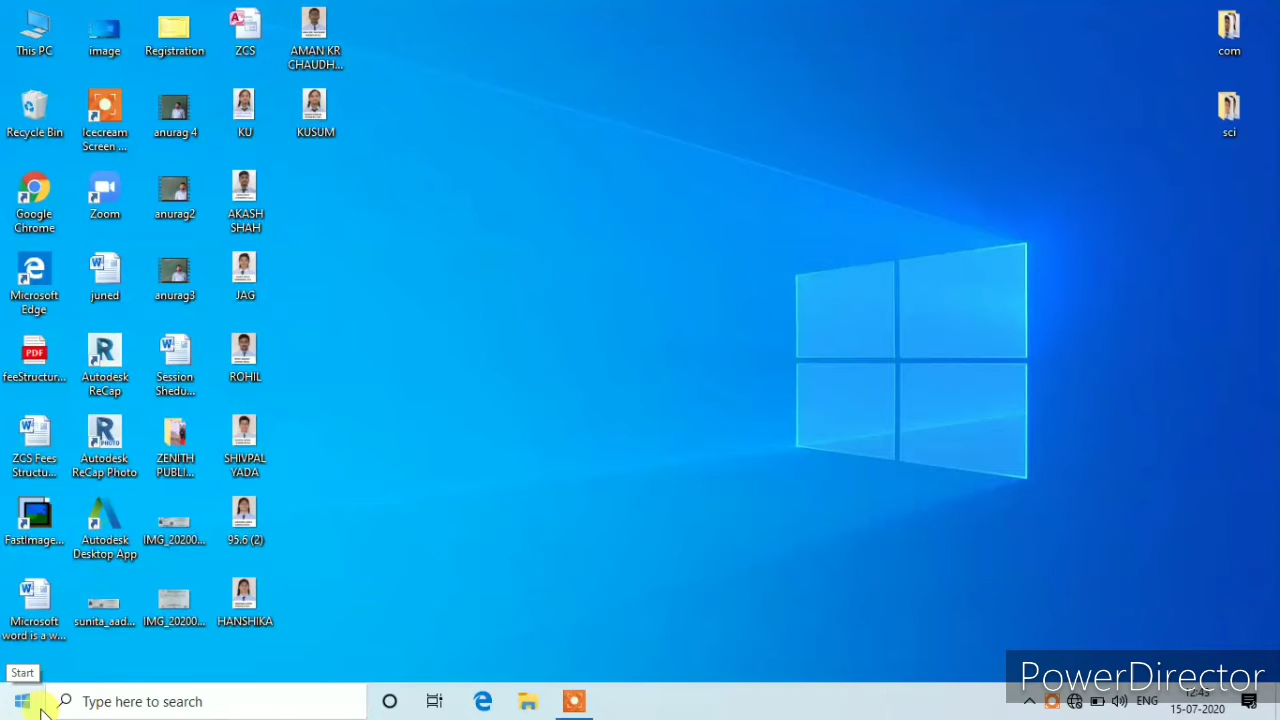 This PC
image
Registration
ZCS
AMAN KR
CHAUDH...
com
Recycle Bin
Icecream
Screen ...
anurag 4
KU
KUSUM
sci
Google
Chrome
Zoom
anurag2
AKASH
SHAH
Microsoft
Edge
juned
anurag3
JAG
PDF
feeStructur...
Autodesk
ReCap
Session
Shedu...
ROHIL
ZCS Fees
Structu...
PHOTO
Autodesk
ReCap Photo
ZENITH
PUBLI...
SHIVPAL
YADA
FastImage...
Autodesk
Desktop App
IMG_20200...
95.6 (2)
Microsoft
word is a w...
sunita_aad...
IMG_20200...
HANSHIKA
Start
Type here to search
PowerDirector
ENG
12:43
15-07-2020